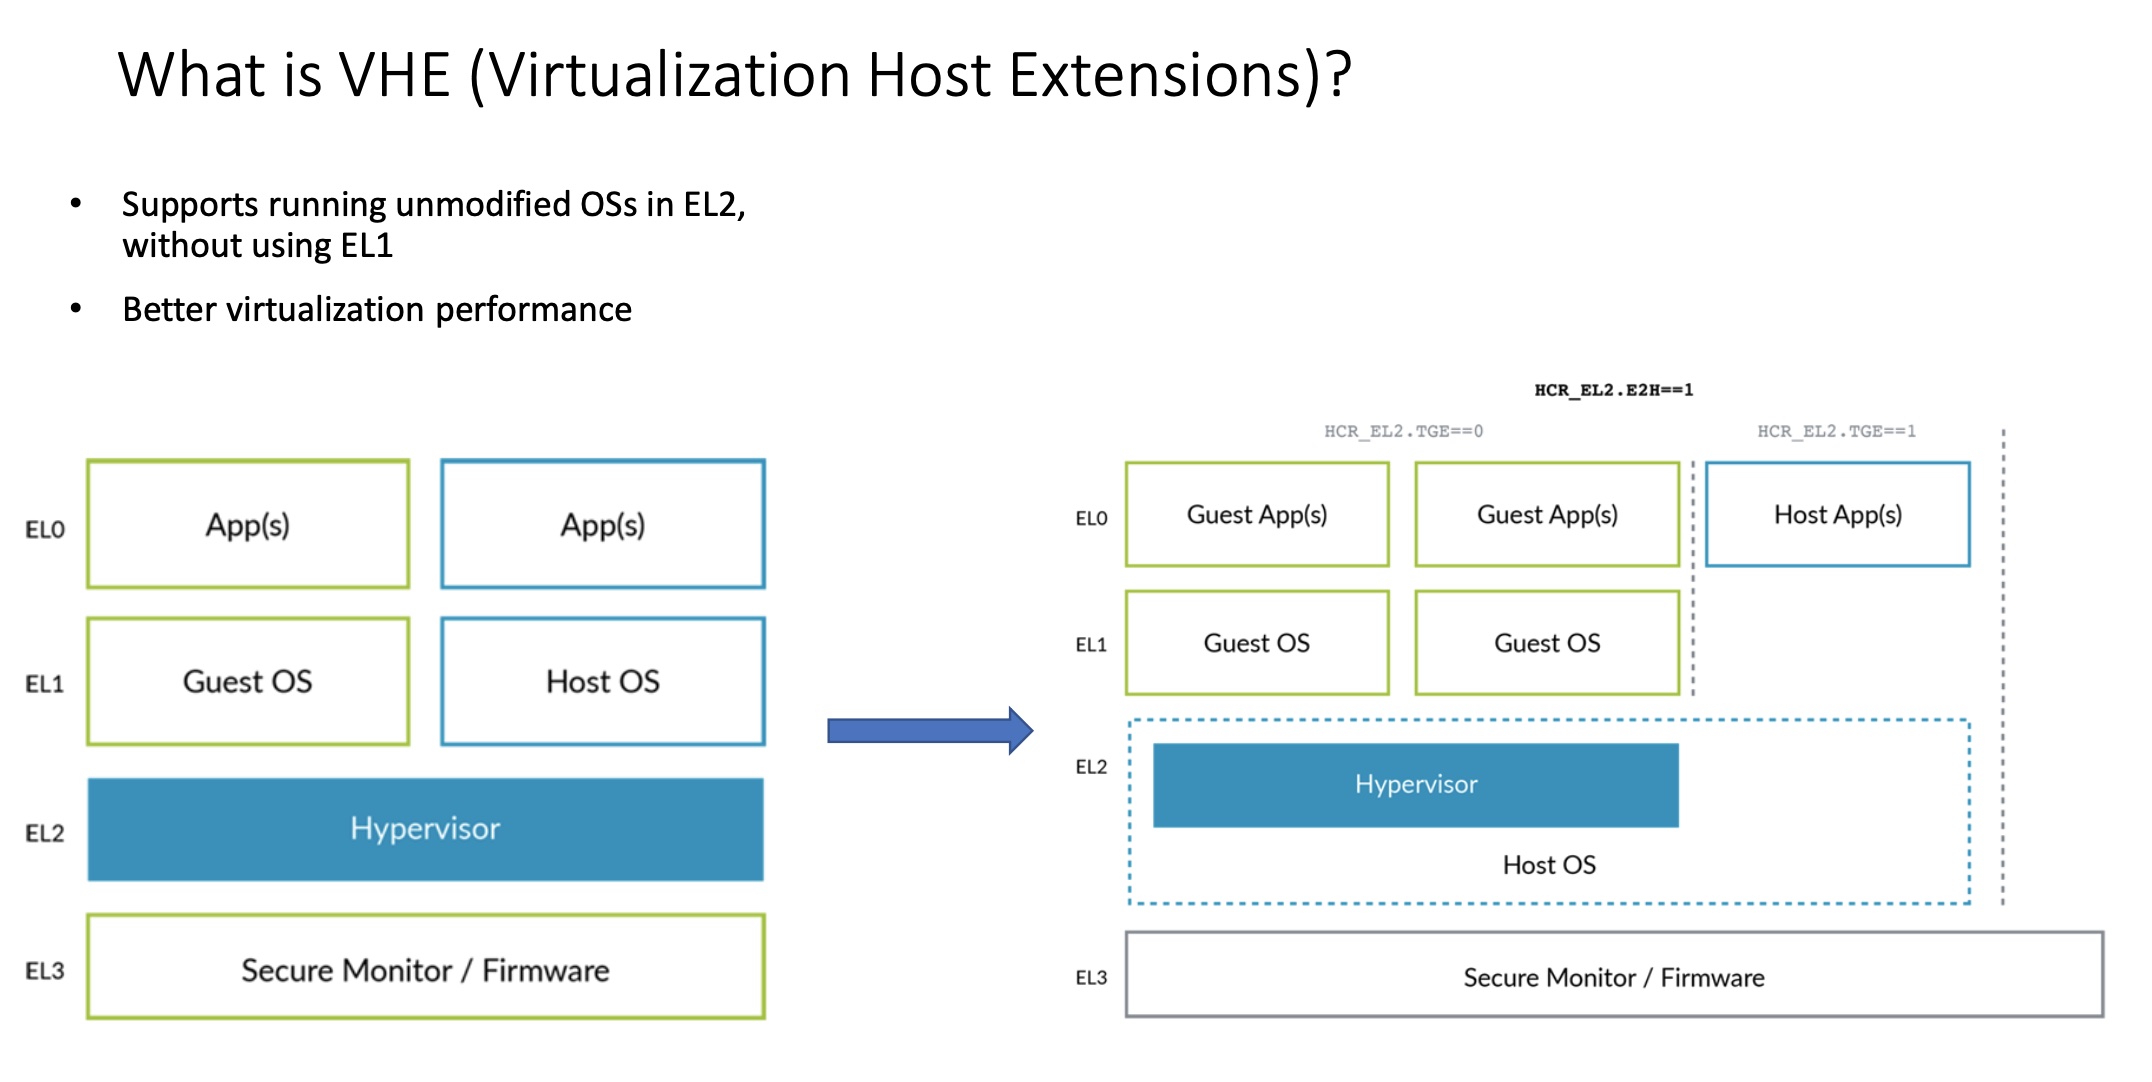 What is VHE (Virtualization Host Extensions)?
• Supports running unmodified OSs in EL2,
without using EL1
• Better virtualization performance
EL0
App(s)
App(s)
EL1
Guest OS
Host OS
EL2
Hypervisor
EL3
Secure Monitor / Firmware
HCR_EL2.E2H==1
HCR_EL2.TGE==0
HCR_EL2.TGE==1
EL0
Guest App(s)
Guest App(s)
Host App(s)
EL1
Guest OS
Guest OS
EL2
Hypervisor
Host OS
EL3
Secure Monitor / Firmware